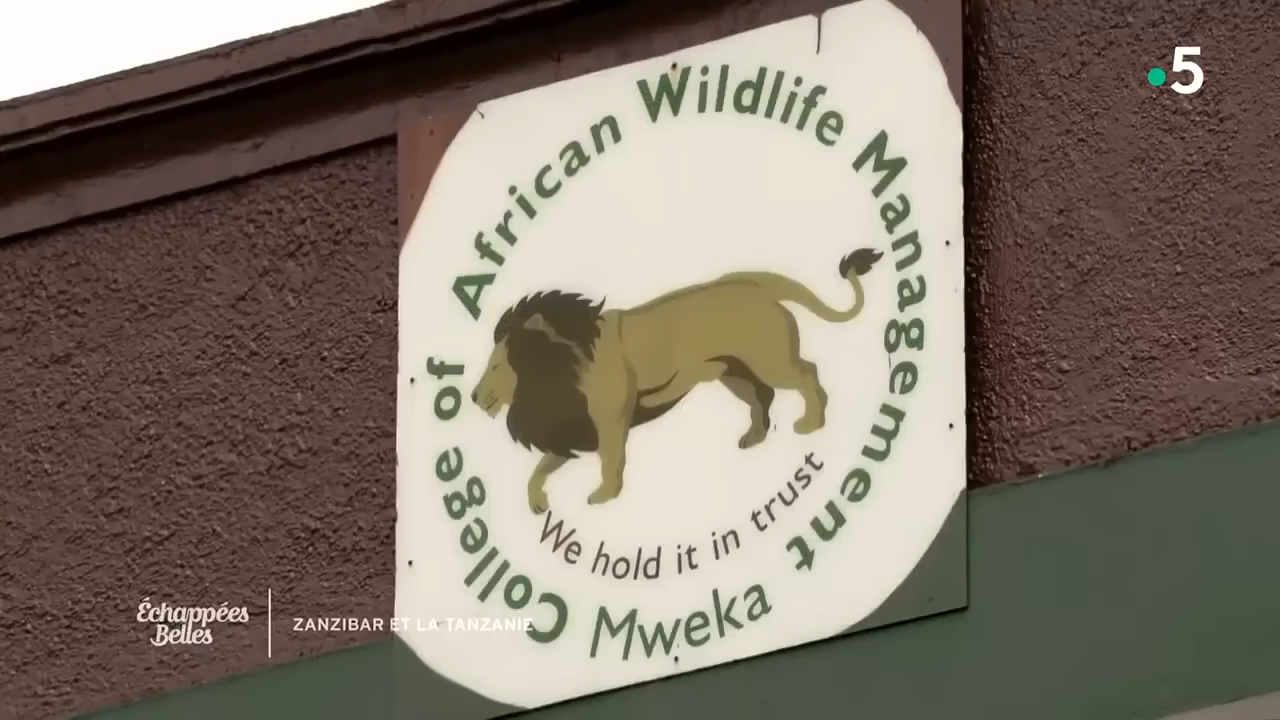 5
College of African Wildlife Management
We hold it in trust
Mweka
Échappées
Belles
ZANZIBAR ET LA TANZANIE